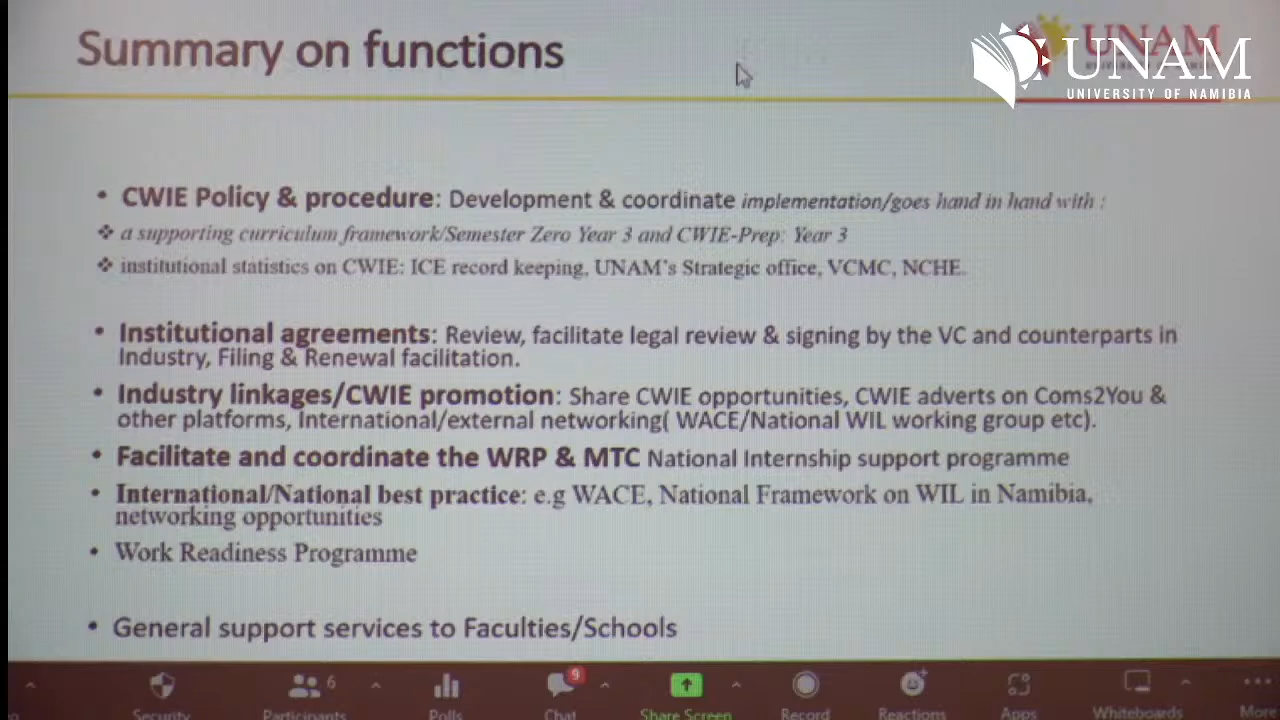 Summary on functions
UNAM
UNIVERSITY OF NAMIBIA
• CWIE Policy & procedure: Development & coordinate implementation/goes hand in hand with :
❖ a supporting curriculum framework/Semester Zero Year 3 and CWIE-Prep: Year 3
❖ institutional statistics on CWIE: ICE record keeping, UNAM's Strategic office, VCMC, NCHE.
• Institutional agreements: Review, facilitate legal review & signing by the VC and counterparts in
Industry, Filing & Renewal facilitation.
• Industry linkages/CWIE promotion: Share CWIE opportunities, CWIE adverts on Coms2You &
other platforms, International/external networking( WACE/National WIL working group etc).
• Facilitate and coordinate the WRP & MTC National Internship support programme
• International/National best practice: e.g WACE, National Framework on WIL in Namibia,
networking opportunities
• Work Readiness Programme
• General support services to Faculties/Schools
6
9
Security
Participants
Polls
Chat
Share Screen
Record
Reactions
Apps
Whiteboards
More